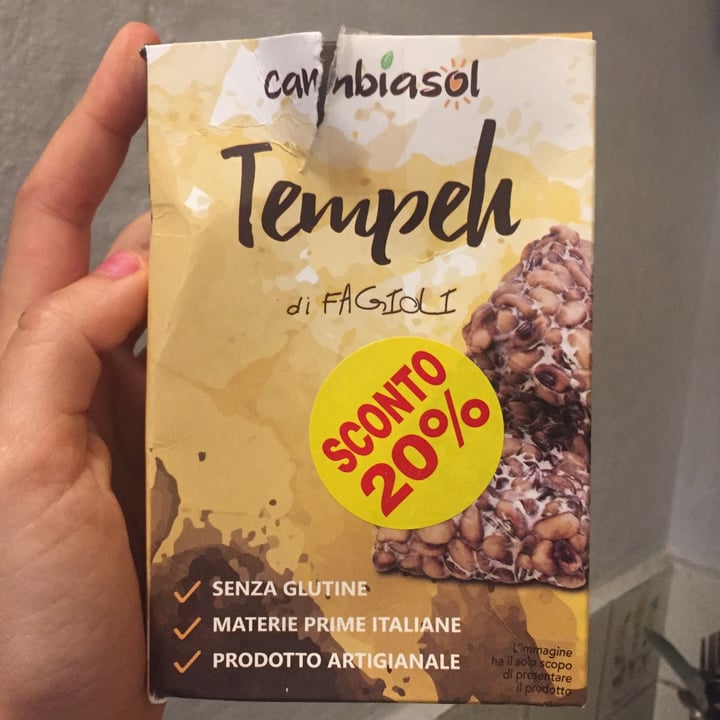 cambiasol
Tempeh
di FAGIOLI
SCONTO
20%
SENZA GLUTINE
MATERIE PRIME ITALIANE
PRODOTTO ARTIGIANALE
L'immagine
ha il solo scopo
di presentare
il prodotto